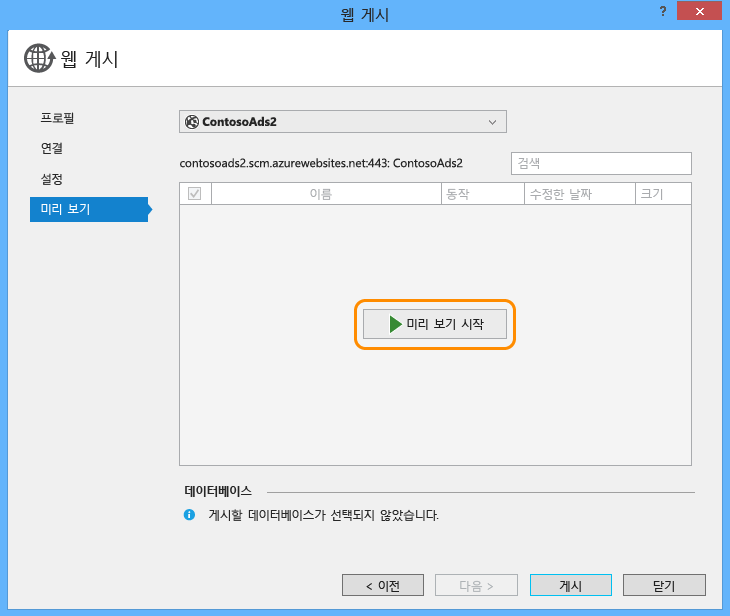 웹 게시
?
웹 게시
프로필
연결
설정
미리 보기
ContosoAds2
contosoads2.scm.azurewebsites.net:443: ContosoAds2
검색
이름 동작 수정한 날짜 크기
미리 보기 시작
데이터베이스
게시할 데이터베이스가 선택되지 않았습니다.
< 이전 다음 > 게시 닫기